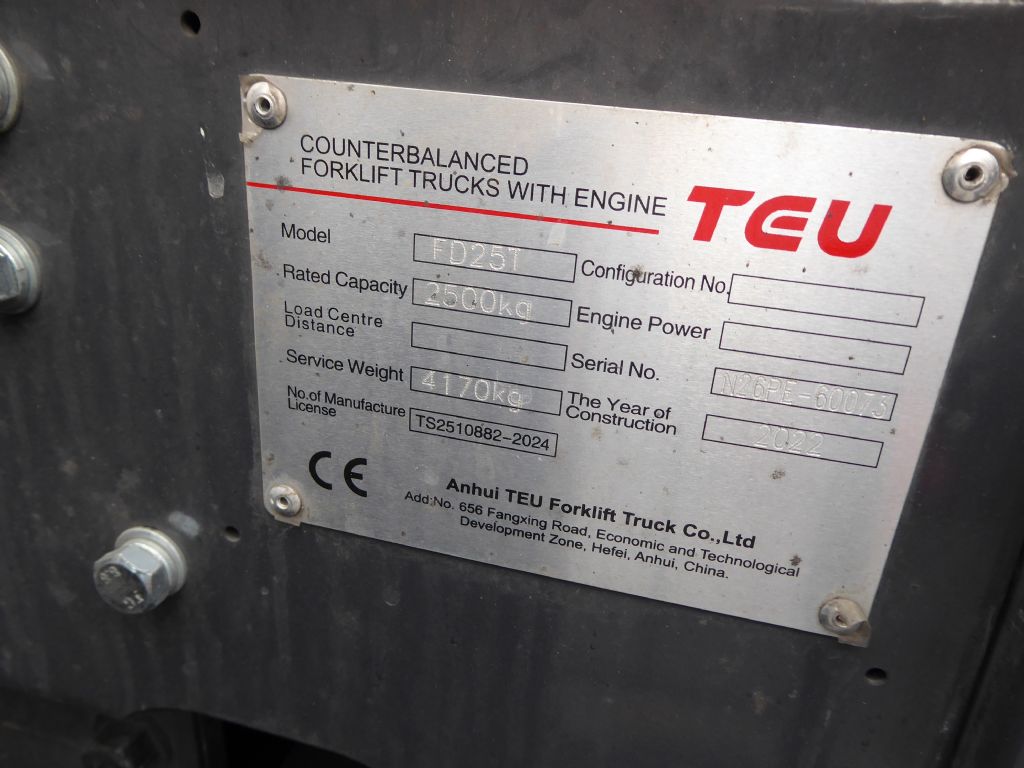 COUNTERBALANCED
FORKLIFT TRUCKS WITH ENGINE
TEU
Model FD25T Configuration No.
Rated Capacity 2500kg Engine Power
Load Centre
Distance
Serial No. N26PE-60073
Service Weight 4170kg The Year of
Construction 2022
No.of Manufacture
License TS2510882-2024
CE
Anhui TEU Forklift Truck Co.,Ltd
Add:No. 656 Fangxing Road, Economic and Technological
Development Zone, Hefei, Anhui, China.